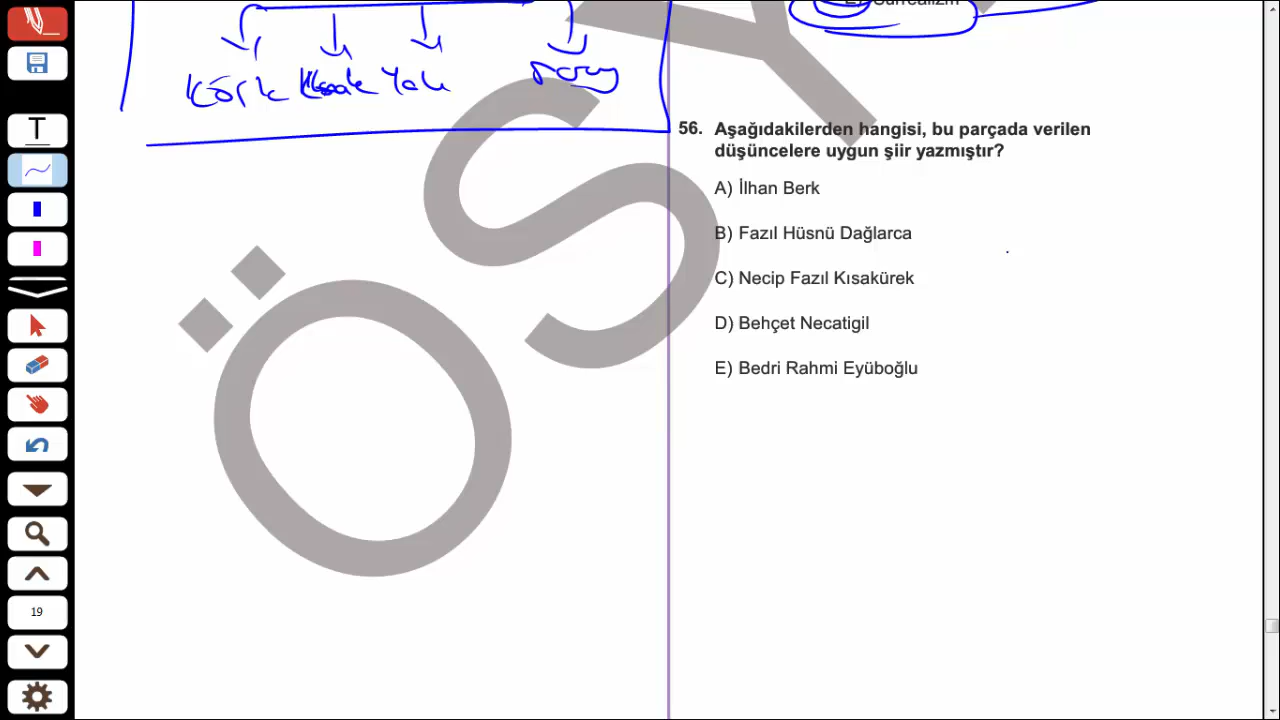 E) Sürrealizm
56. Aşağıdakilerden hangisi, bu parçada verilen
düşüncelere uygun şiir yazmıştır?
A) İlhan Berk
B) Fazıl Hüsnü Dağlarca
C) Necip Fazıl Kısakürek
D) Behçet Necatigil
E) Bedri Rahmi Eyüboğlu
ÖSY
T
19